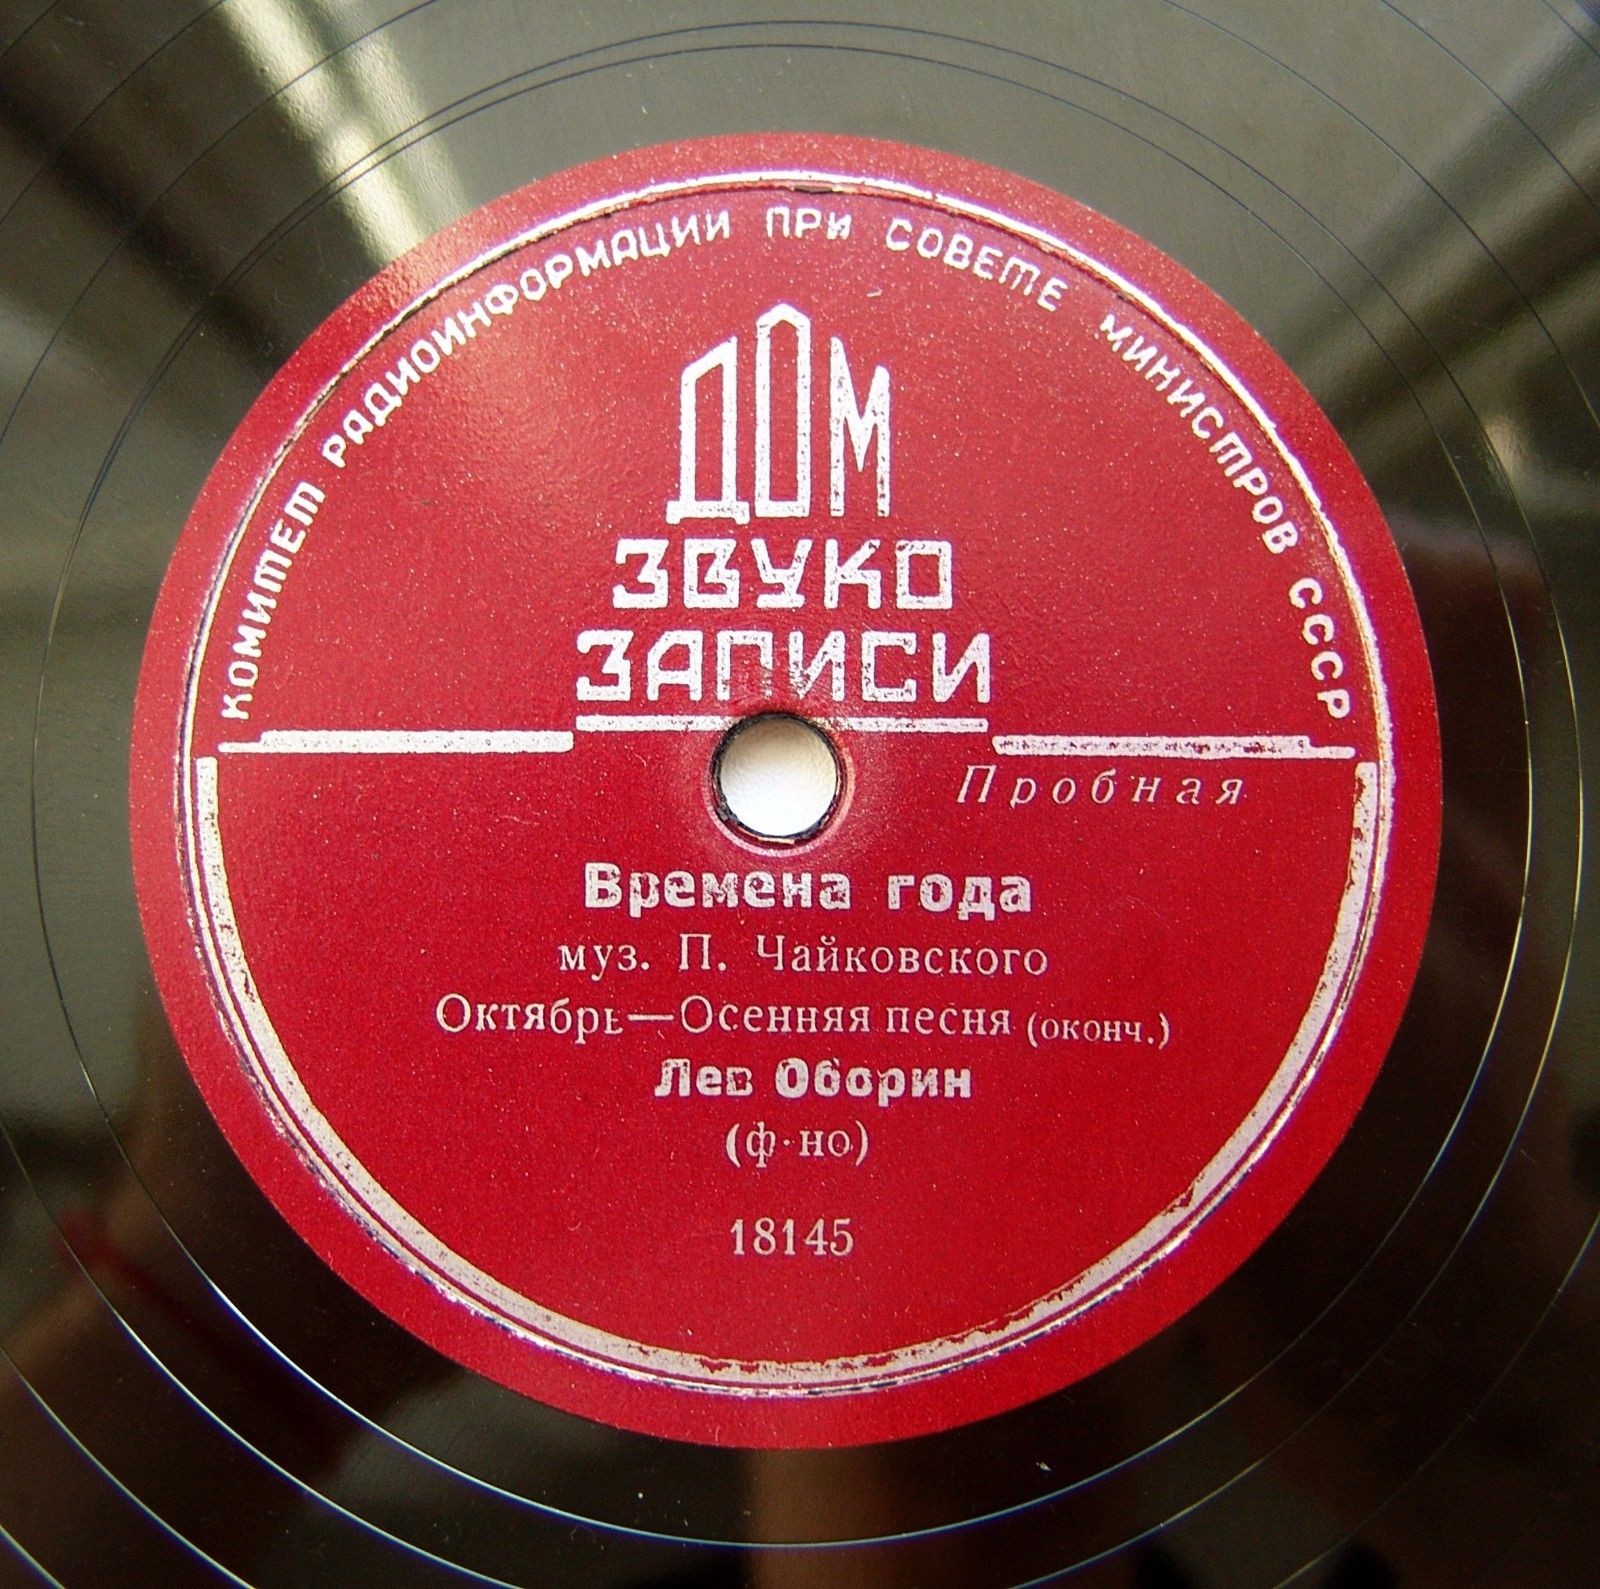 КОМИТЕТ РАДИОИНФОРМАЦИИ ПРИ СОВЕТЕ МИНИСТРОВ СССР
ДОМ
ЗВУКО
ЗАПИСИ
Пробная
Времена года
муз. П. Чайковского
Октябрь—Осенняя песня (оконч.)
Лев Оборин
(ф-но)
18145